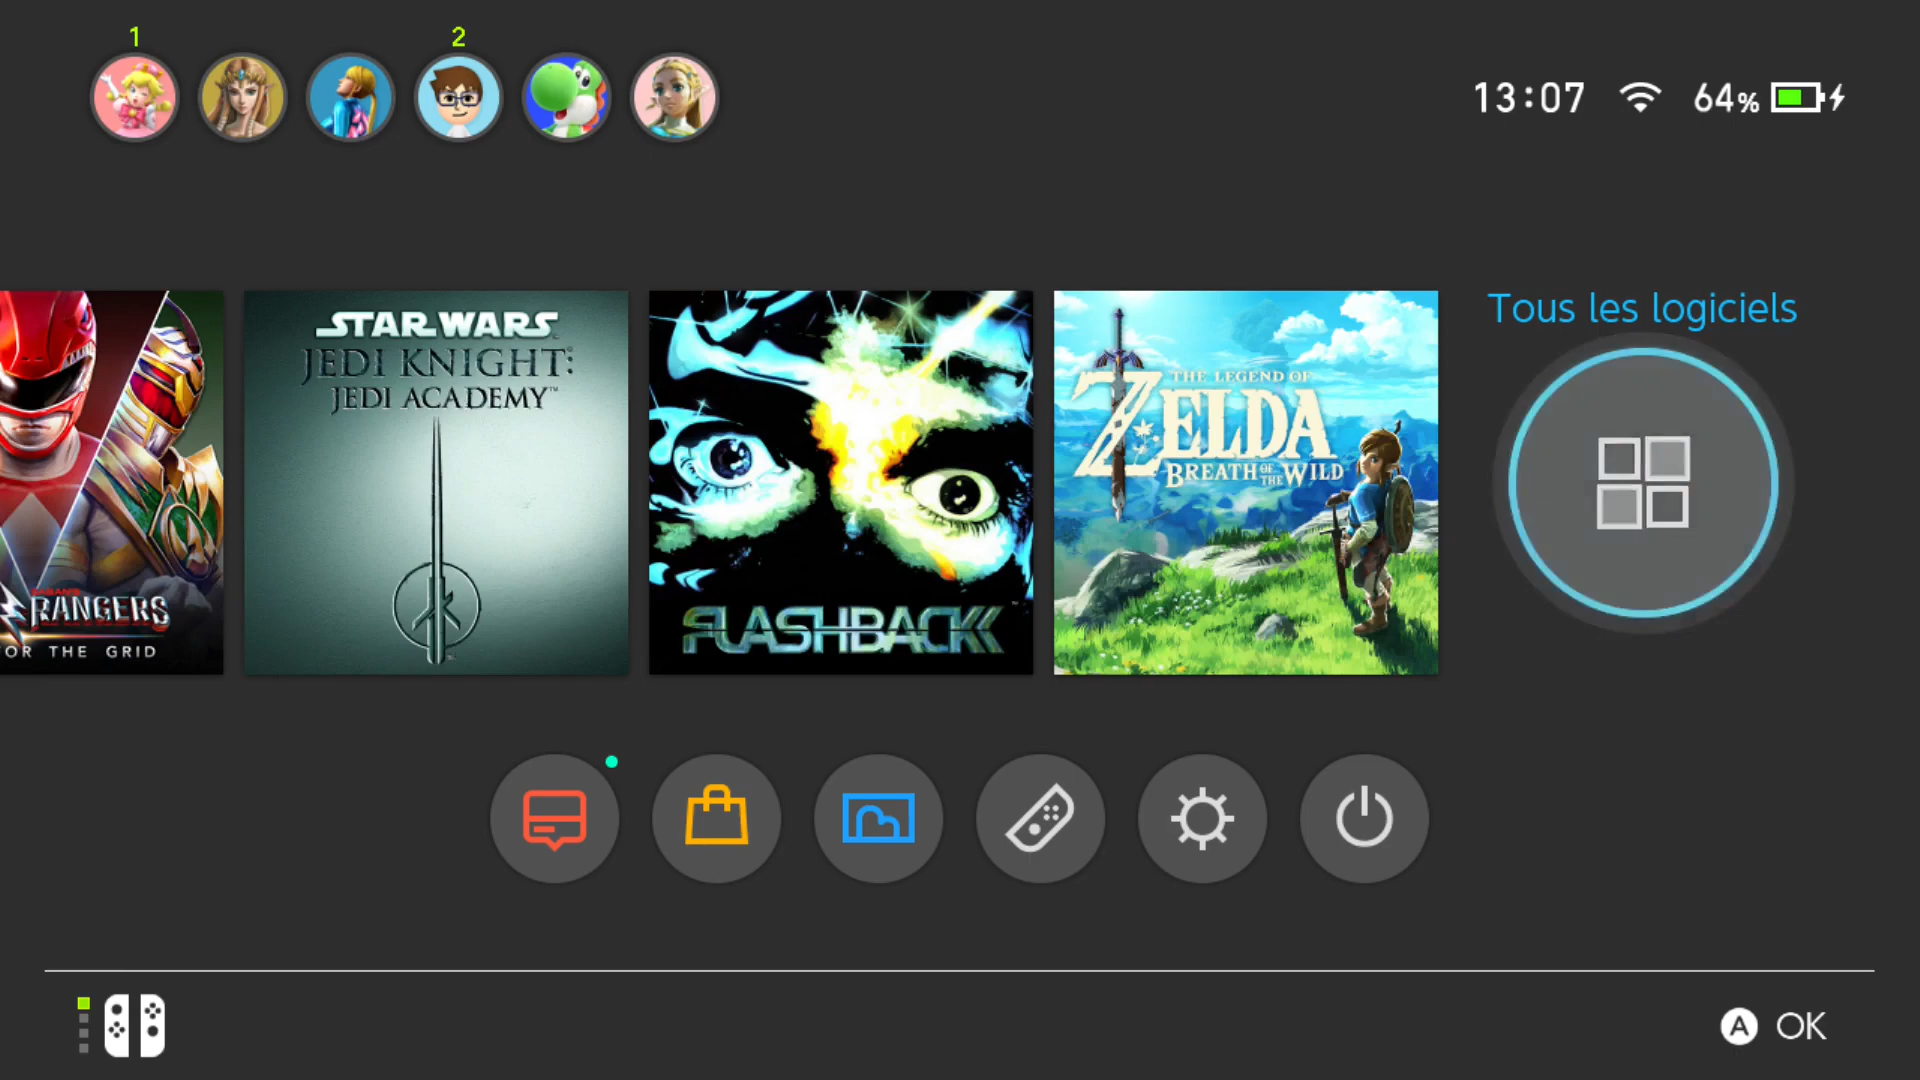 1
2
13:07
64%
STAR WARS
JEDI KNIGHT:
JEDI ACADEMY™
RANGERS
OR THE GRID
FLASHBACK
THE LEGEND OF
ZELDA
BREATH OF THE WILD
Tous les logiciels
A OK